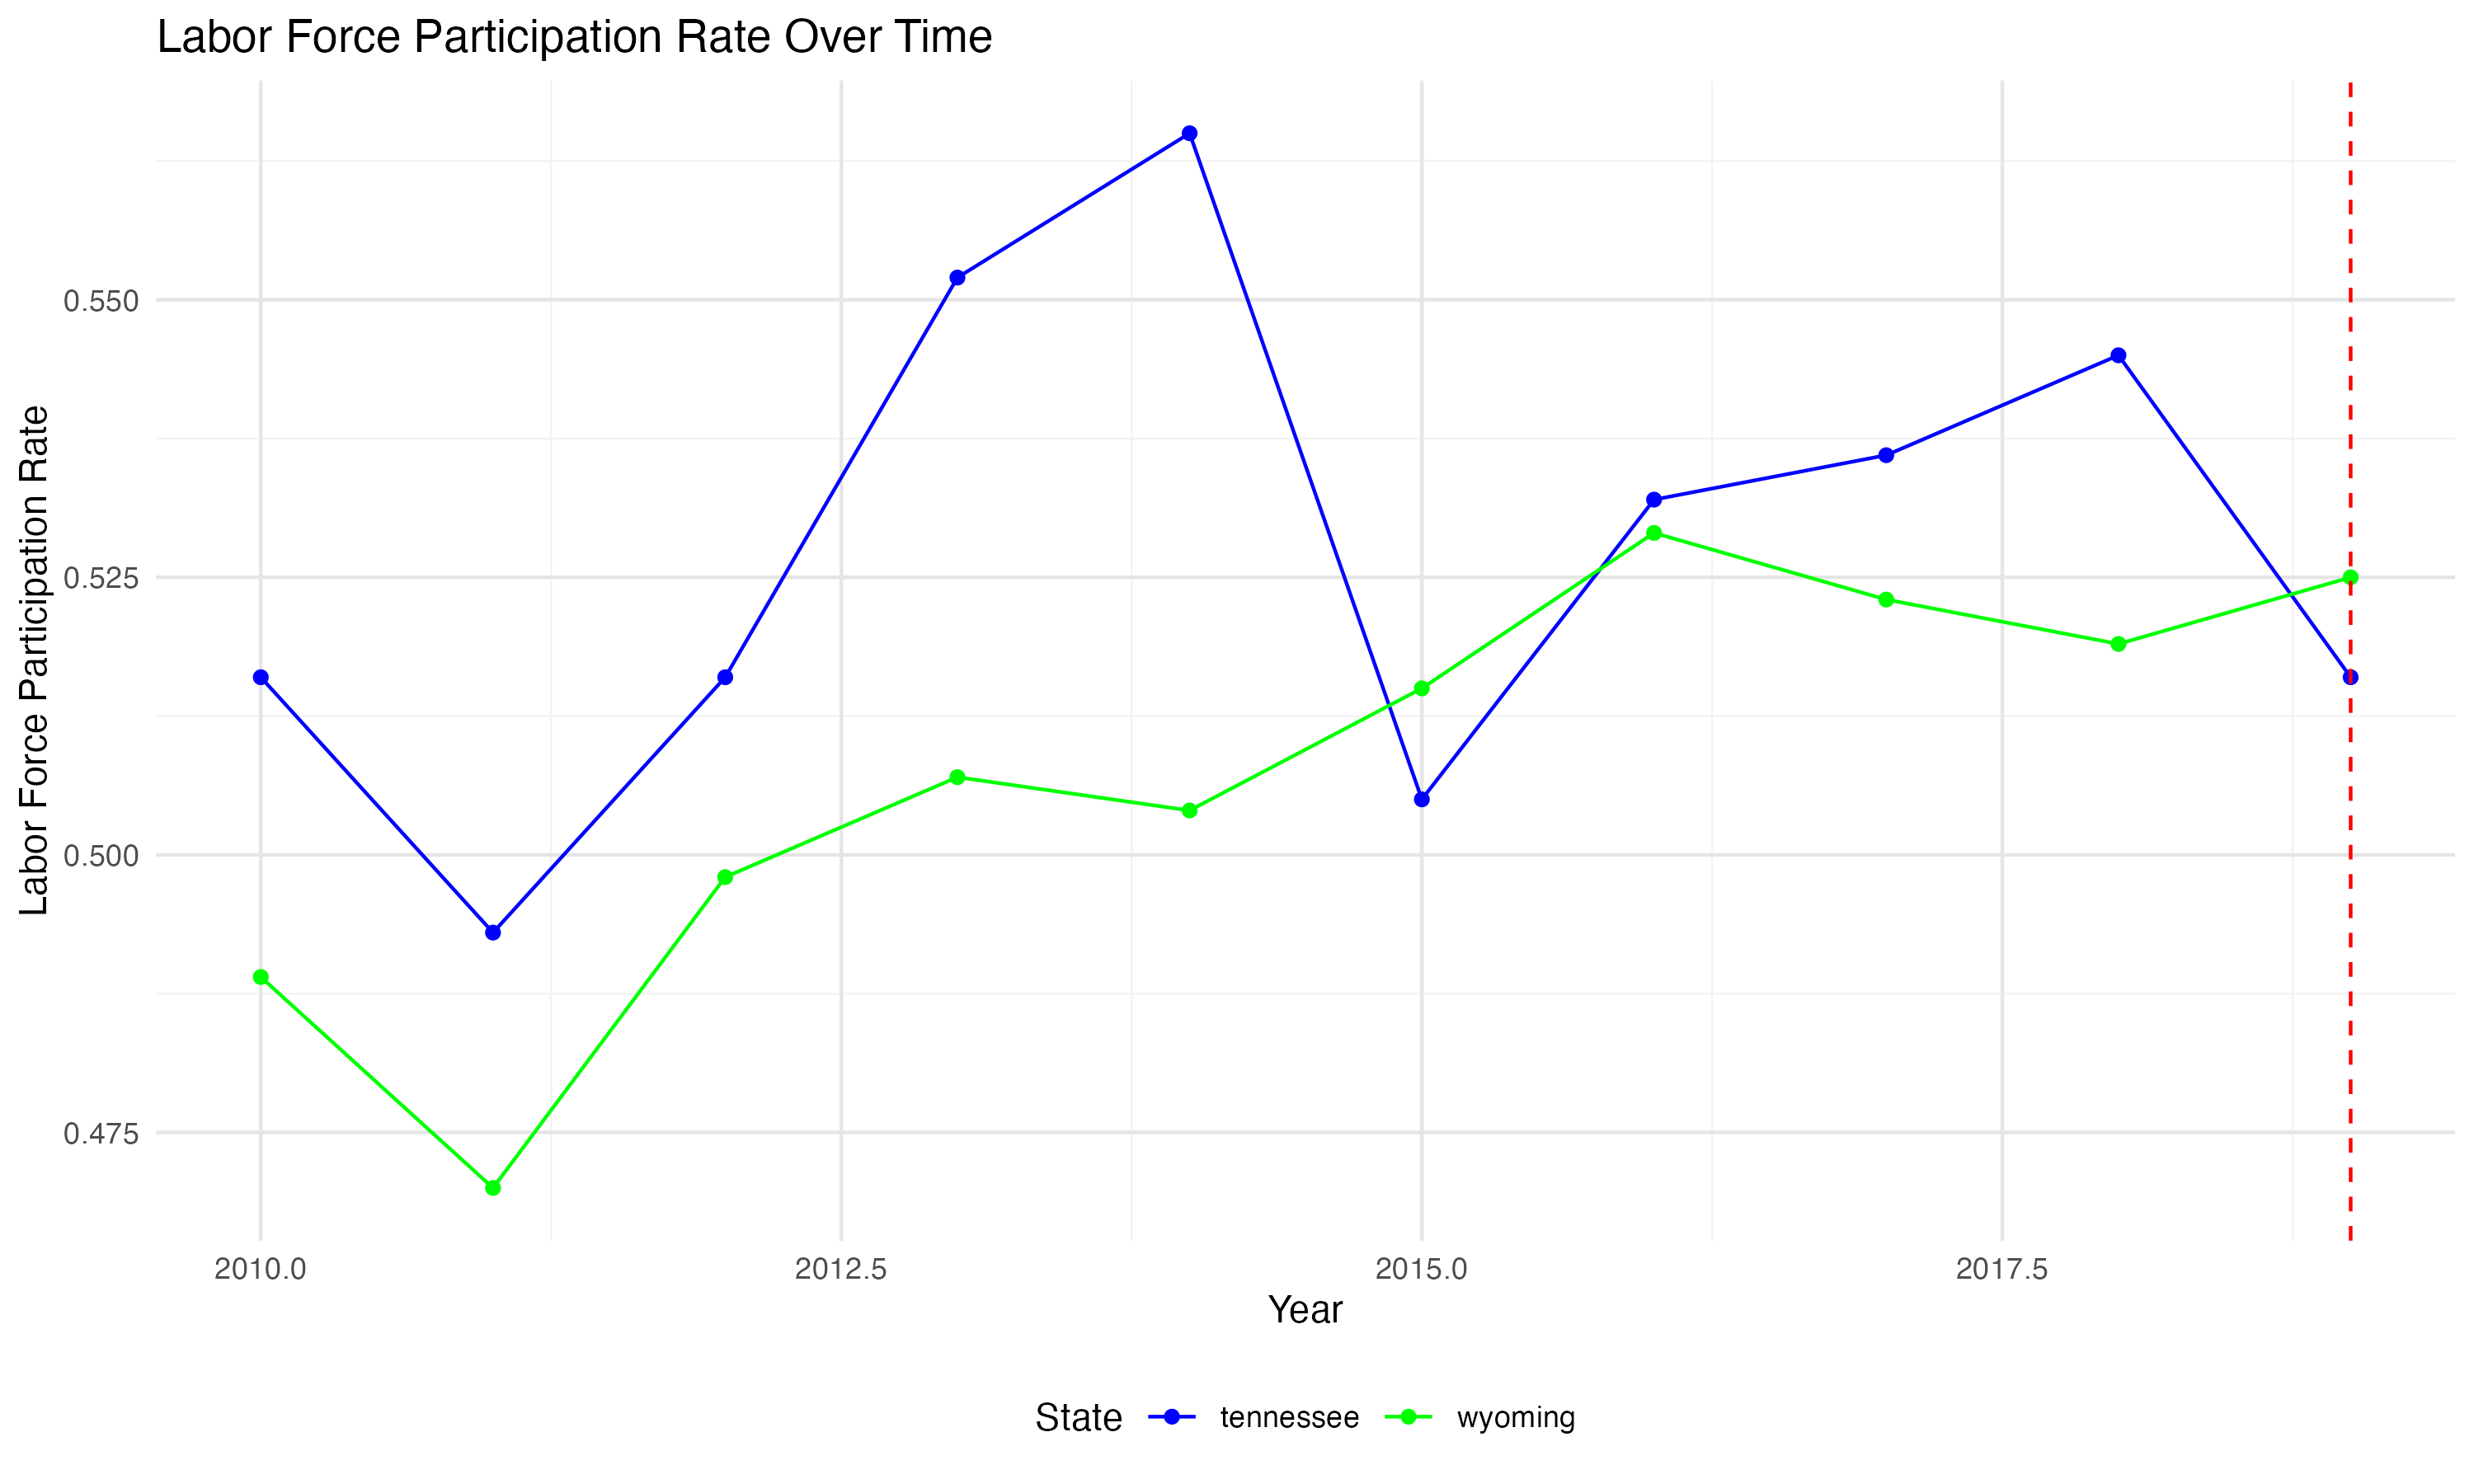 Labor Force Participation Rate Over Time
Labor Force Participation Rate
0.550
0.525
0.500
0.475
2010.0 2012.5 2015.0 2017.5
Year
State tennessee wyoming